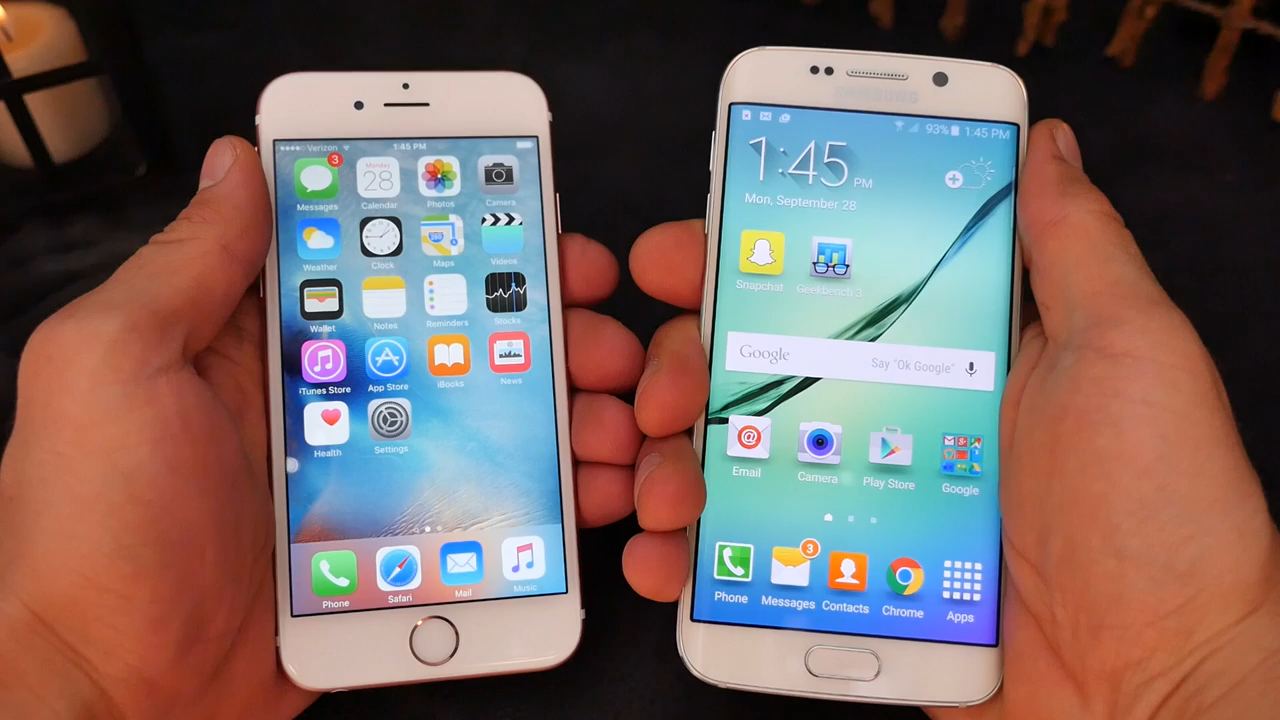 Verizon
1:45 PM
3
Messages
Monday
28
Calendar
Photos
Camera
Weather
Clock
Maps
Videos
Wallet
Notes
Reminders
Stocks
iTunes Store
App Store
iBooks
News
Health
Settings
Phone
Safari
Mail
Music
SAMSUNG
93% 1:45 PM
1:45 PM
Mon, September 28
Snapchat
Geekbench 3
Google
Say "Ok Google"
@
Email
Camera
Play Store
Google
3
Phone
Messages
Contacts
Chrome
Apps